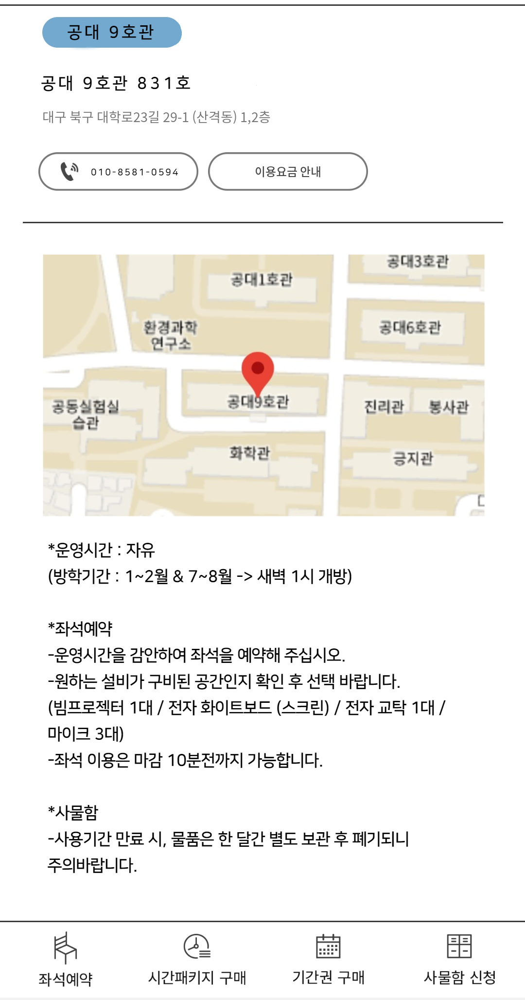 공대 9호관
공대 9호관 831호
대구 북구 대학로23길 29-1 (산격동) 1,2층
010-8581-0594
이용요금 안내
공대3호관
공대1호관
공대6호관
환경과학
연구소
공대9호관
공동실험실
습관
진리관
봉사관
화학관
긍지관
*운영시간 : 자유
(방학기간 : 1~2월 & 7~8월 -> 새벽 1시 개방)
*좌석예약
-운영시간을 감안하여 좌석을 예약해 주십시오.
-원하는 설비가 구비된 공간인지 확인 후 선택 바랍니다.
(빔프로젝터 1대 / 전자 화이트보드 (스크린) / 전자 교탁 1대 /
마이크 3대)
-좌석 이용은 마감 10분전까지 가능합니다.
*사물함
-사용기간 만료 시, 물품은 한 달간 별도 보관 후 폐기되니
주의바랍니다.
좌석예약
시간패키지 구매
기간권 구매
사물함 신청